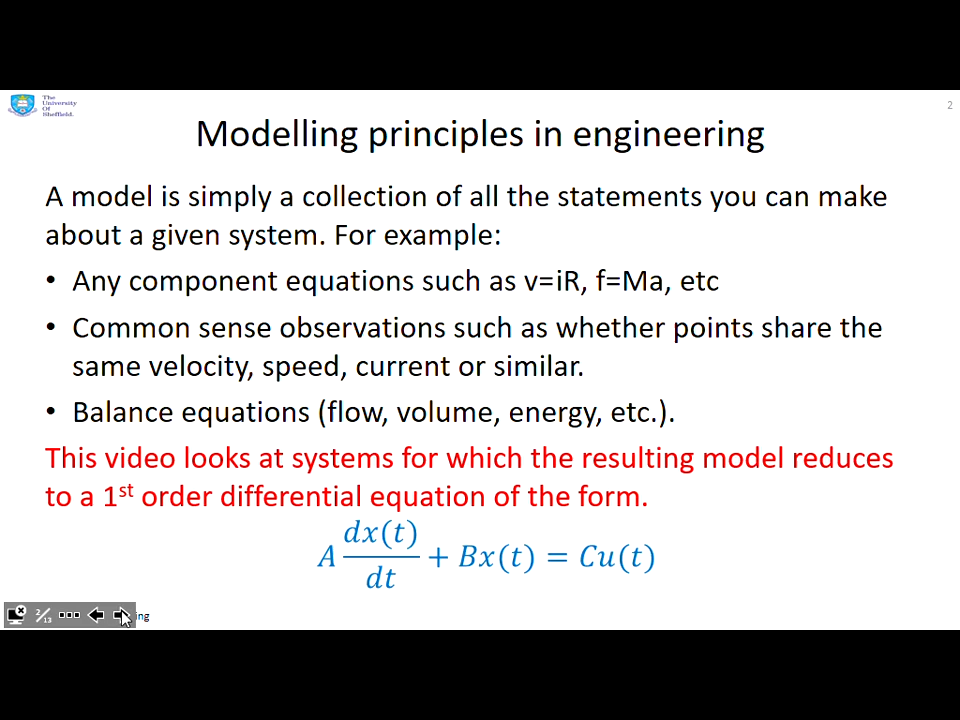 The
University
Of
Sheffield.
2
Modelling principles in engineering
A model is simply a collection of all the statements you can make
about a given system. For example:
• Any component equations such as v=iR, f=Ma, etc
• Common sense observations such as whether points share the
same velocity, speed, current or similar.
• Balance equations (flow, volume, energy, etc.).
This video looks at systems for which the resulting model reduces
to a 1st order differential equation of the form.
A dx(t)/dt + Bx(t) = Cu(t)
2/13
ing